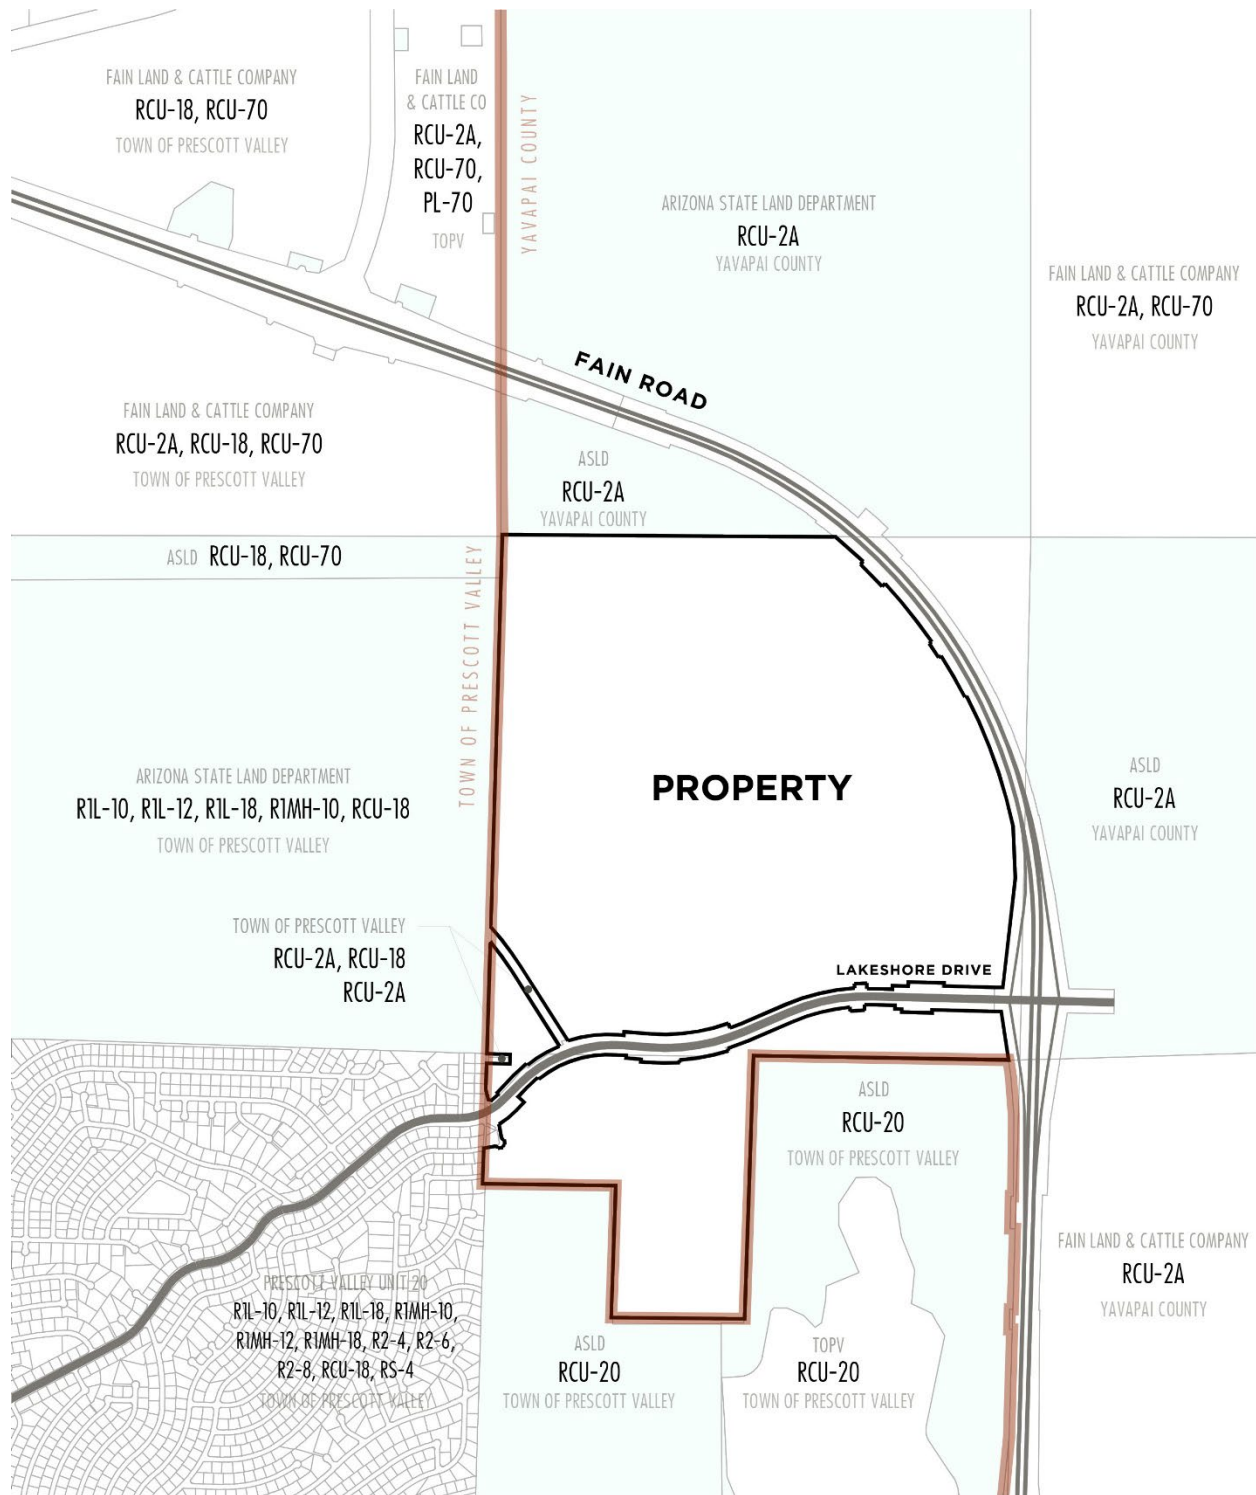 FAIN LAND & CATTLE COMPANY
RCU-18, RCU-70
TOWN OF PRESCOTT VALLEY
FAIN LAND
& CATTLE CO
RCU-2A,
RCU-70,
PL-70
TOPV
YAVAPAI COUNTY
ARIZONA STATE LAND DEPARTMENT
RCU-2A
YAVAPAI COUNTY
FAIN LAND & CATTLE COMPANY
RCU-2A, RCU-70
YAVAPAI COUNTY
FAIN ROAD
FAIN LAND & CATTLE COMPANY
RCU-2A, RCU-18, RCU-70
TOWN OF PRESCOTT VALLEY
ASLD
RCU-2A
YAVAPAI COUNTY
ASLD RCU-18, RCU-70
TOWN OF PRESCOTT VALLEY
PROPERTY
ARIZONA STATE LAND DEPARTMENT
R1L-10, R1L-12, R1L-18, R1MH-10, RCU-18
TOWN OF PRESCOTT VALLEY
ASLD
RCU-2A
YAVAPAI COUNTY
TOWN OF PRESCOTT VALLEY
RCU-2A, RCU-18
RCU-2A
LAKESHORE DRIVE
ASLD
RCU-20
TOWN OF PRESCOTT VALLEY
FAIN LAND & CATTLE COMPANY
RCU-2A
YAVAPAI COUNTY
PRESCOTT VALLEY UNIT 20
R1L-10, R1L-12, R1L-18, R1MH-10,
R1MH-12, R1MH-18, R2-4, R2-6,
R2-8, RCU-18, RS-4
TOWN OF PRESCOTT VALLEY
ASLD
RCU-20
TOWN OF PRESCOTT VALLEY
TOPV
RCU-20
TOWN OF PRESCOTT VALLEY